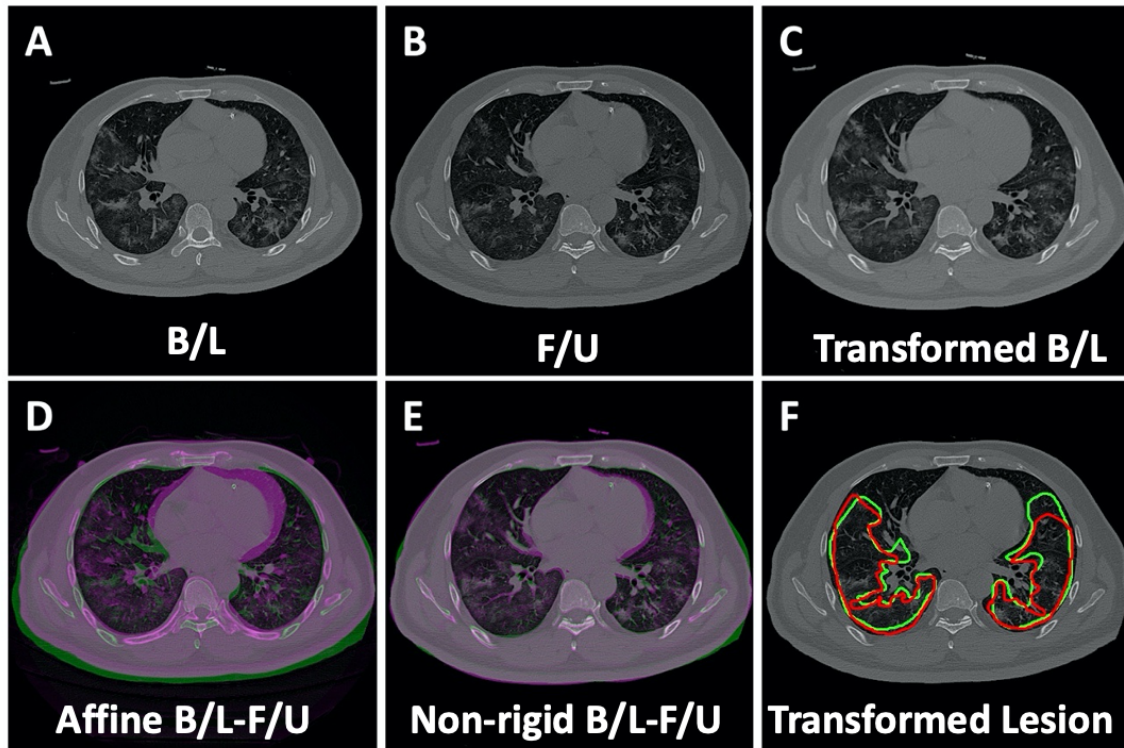 A
B/L
B
F/U
C
Transformed B/L
D
Affine B/L-F/U
E
Non-rigid B/L-F/U
F
Transformed Lesion